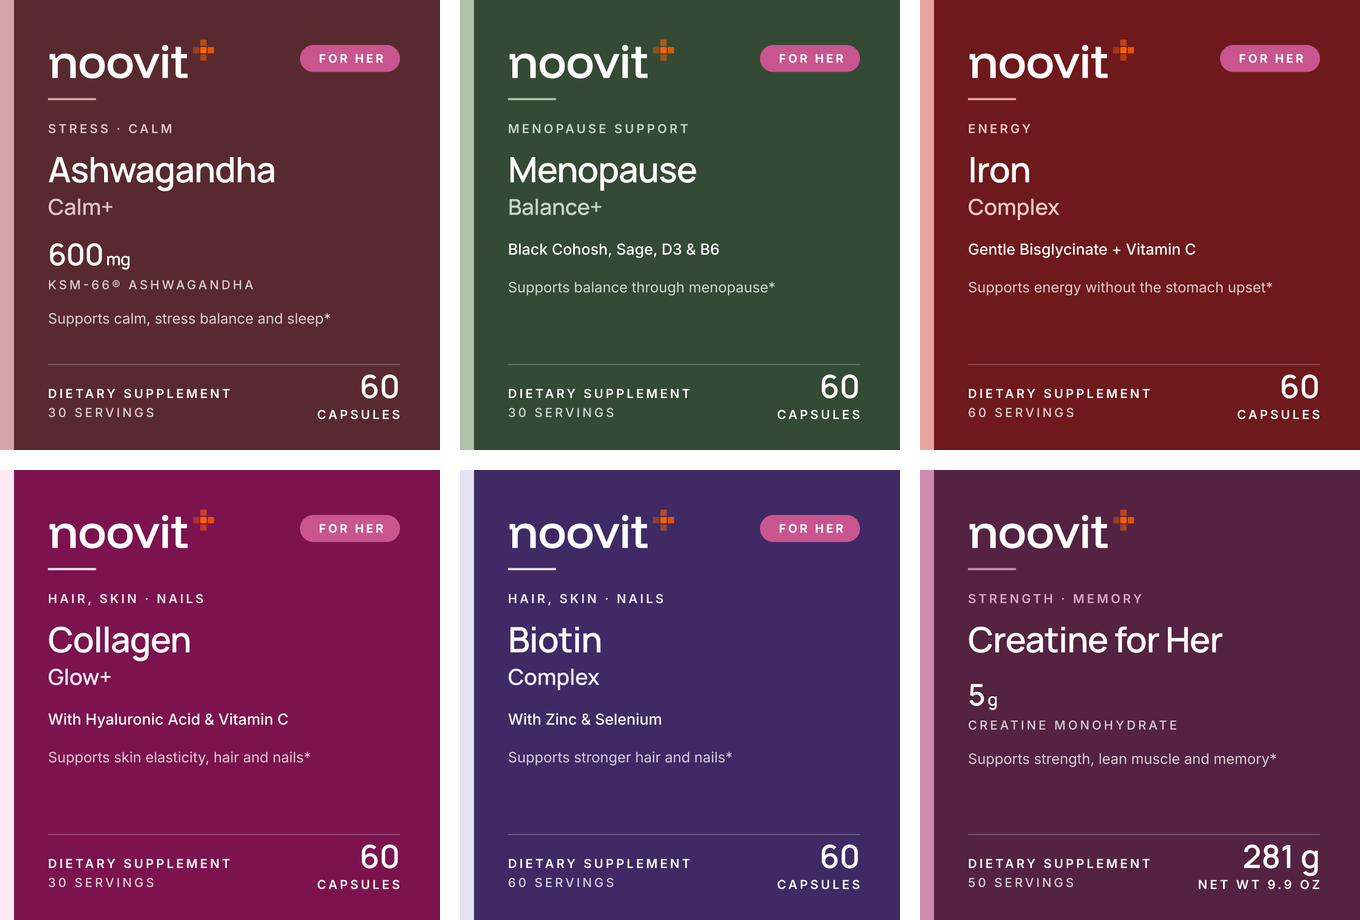 noovit
FOR HER
STRESS · CALM
Ashwagandha
Calm+
600 mg
KSM-66® ASHWAGANDHA
Supports calm, stress balance and sleep*
DIETARY SUPPLEMENT
30 SERVINGS
60
CAPSULES
noovit
FOR HER
MENOPAUSE SUPPORT
Menopause
Balance+
Black Cohosh, Sage, D3 & B6
Supports balance through menopause*
DIETARY SUPPLEMENT
30 SERVINGS
60
CAPSULES
noovit
FOR HER
ENERGY
Iron
Complex
Gentle Bisglycinate + Vitamin C
Supports energy without the stomach upset*
DIETARY SUPPLEMENT
60 SERVINGS
60
CAPSULES
noovit
FOR HER
HAIR, SKIN · NAILS
Collagen
Glow+
With Hyaluronic Acid & Vitamin C
Supports skin elasticity, hair and nails*
DIETARY SUPPLEMENT
30 SERVINGS
60
CAPSULES
noovit
FOR HER
HAIR, SKIN · NAILS
Biotin
Complex
With Zinc & Selenium
Supports stronger hair and nails*
DIETARY SUPPLEMENT
60 SERVINGS
60
CAPSULES
noovit
STRENGTH · MEMORY
Creatine for Her
5 g
CREATINE MONOHYDRATE
Supports strength, lean muscle and memory*
DIETARY SUPPLEMENT
50 SERVINGS
281 g
NET WT 9.9 OZ